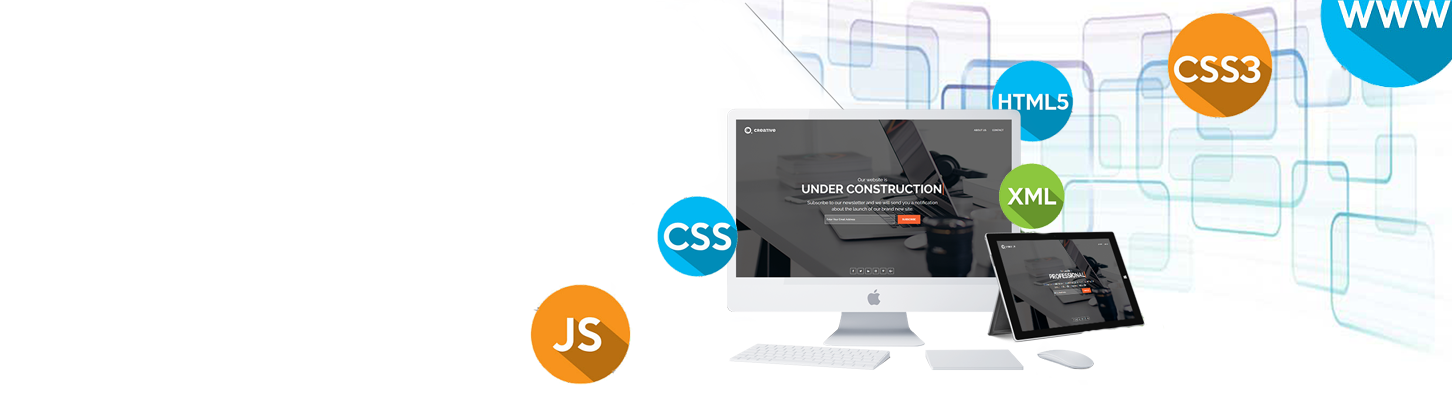 WWW
CSS3
HTML5
CREATIVE
ABOUT US
CONTACT
Our website is
UNDER CONSTRUCTION
Subscribe to our newsletter and we will send you a notification
about the launch of our brand new site
Enter Your Email Address
SUBSCRIBE
XML
CSS
PROFESSIONAL
JS